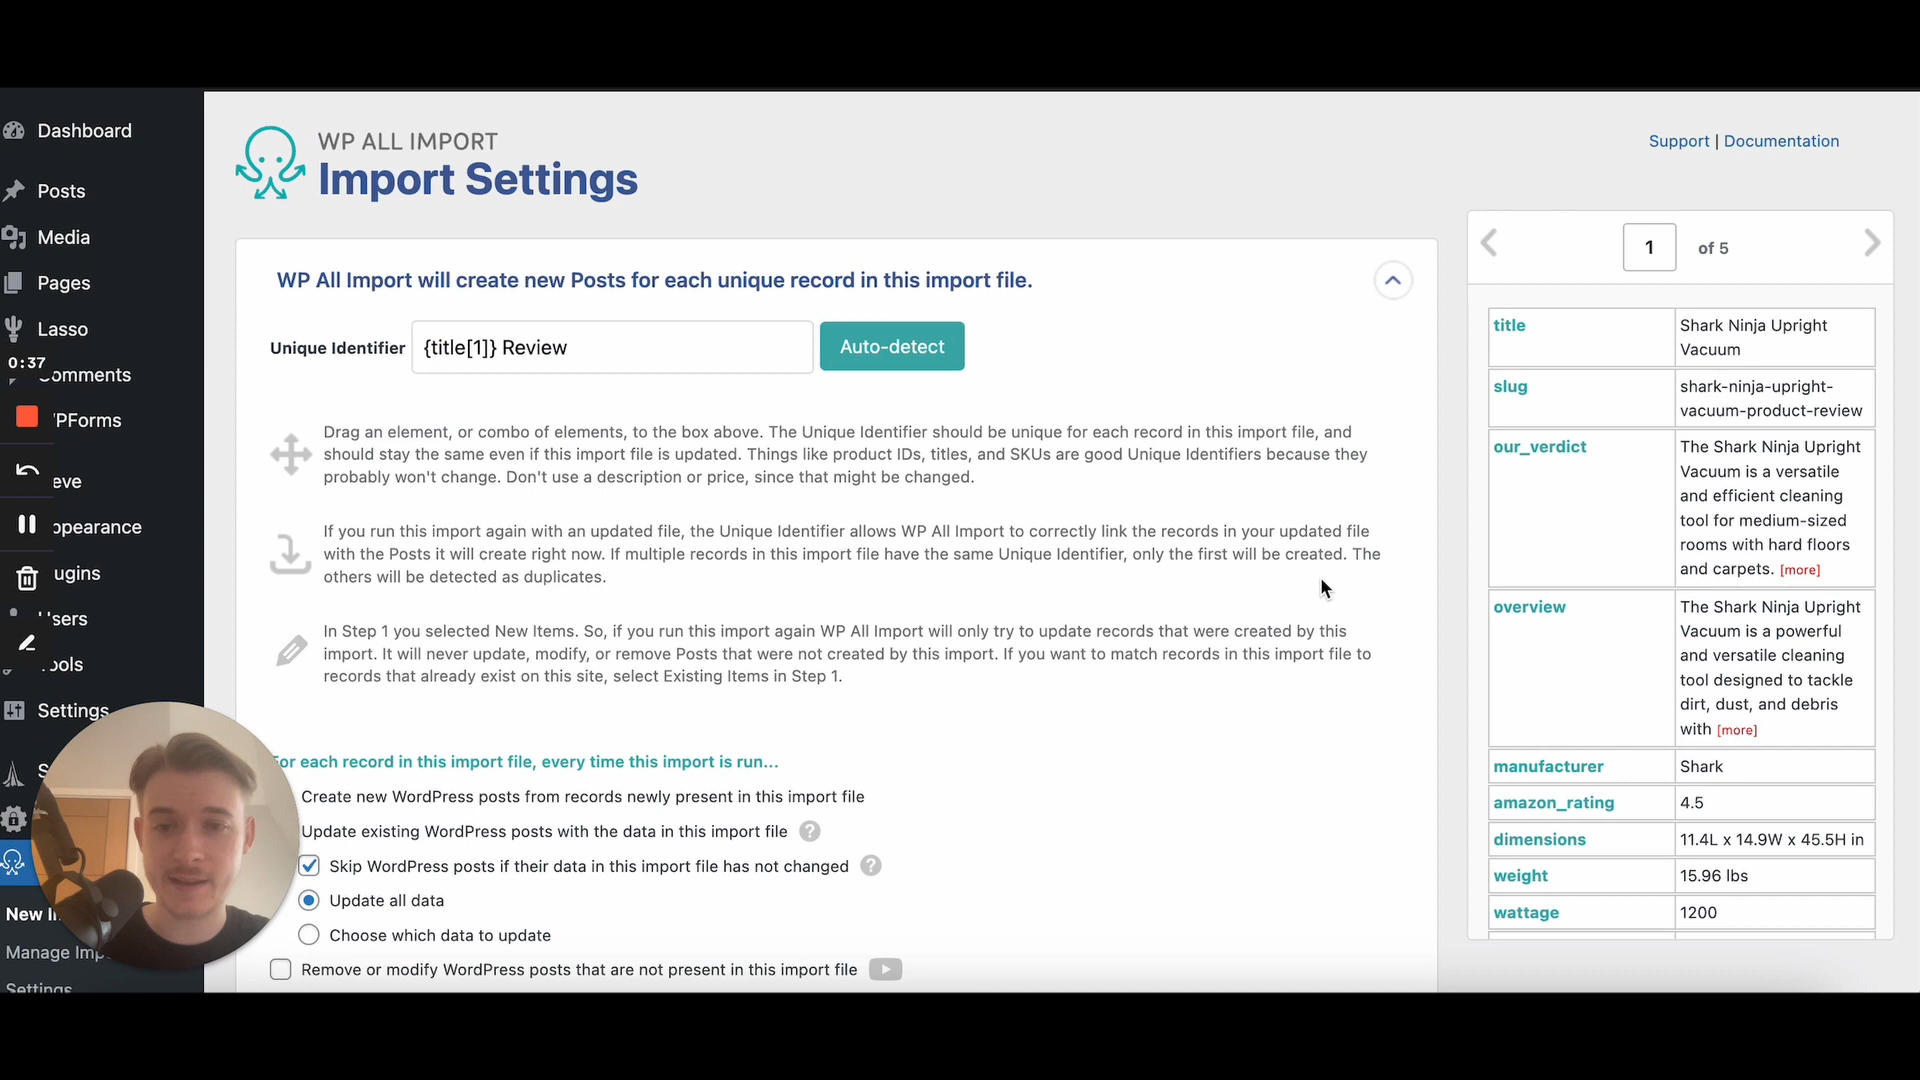 Dashboard
Posts
Media
Pages
Lasso
0:37
omments
PForms
eve
ppearance
lugins
sers
ools
Settings
S
New I
Manage Imp
Settings
WP ALL IMPORT
Import Settings
Support | Documentation
WP All Import will create new Posts for each unique record in this import file.
Unique Identifier {title[1]} Review Auto-detect
Drag an element, or combo of elements, to the box above. The Unique Identifier should be unique for each record in this import file, and
should stay the same even if this import file is updated. Things like product IDs, titles, and SKUs are good Unique Identifiers because they
probably won't change. Don't use a description or price, since that might be changed.
If you run this import again with an updated file, the Unique Identifier allows WP All Import to correctly link the records in your updated file
with the Posts it will create right now. If multiple records in this import file have the same Unique Identifier, only the first will be created. The
others will be detected as duplicates.
In Step 1 you selected New Items. So, if you run this import again WP All Import will only try to update records that were created by this
import. It will never update, modify, or remove Posts that were not created by this import. If you want to match records in this import file to
records that already exist on this site, select Existing Items in Step 1.
or each record in this import file, every time this import is run...
Create new WordPress posts from records newly present in this import file
Update existing WordPress posts with the data in this import file ?
Skip WordPress posts if their data in this import file has not changed ?
Update all data
Choose which data to update
Remove or modify WordPress posts that are not present in this import file
1 of 5
title Shark Ninja Upright
Vacuum
slug shark-ninja-upright-
vacuum-product-review
our_verdict The Shark Ninja Upright
Vacuum is a versatile
and efficient cleaning
tool for medium-sized
rooms with hard floors
and carpets. [more]
overview The Shark Ninja Upright
Vacuum is a powerful
and versatile cleaning
tool designed to tackle
dirt, dust, and debris
with [more]
manufacturer Shark
amazon_rating 4.5
dimensions 11.4L x 14.9W x 45.5H in
weight 15.96 lbs
wattage 1200